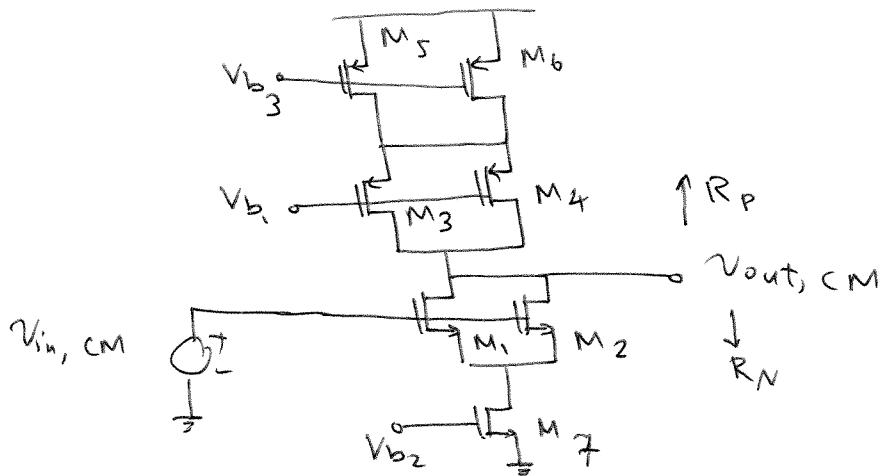 M5
M6
Vb3
Vb1
M3
M4
RP
Vout, CM
Vin, CM
+
-
M1
M2
RN
Vb2
M7